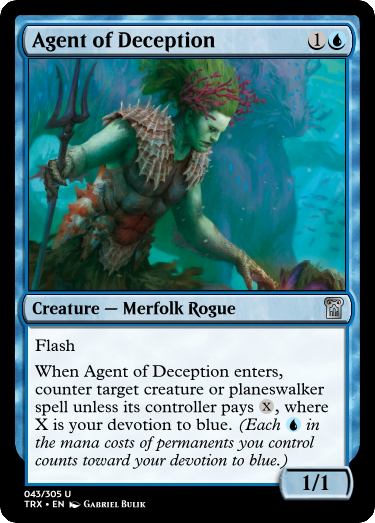 Agent of Deception 1
Creature — Merfolk Rogue
Flash
When Agent of Deception enters,
counter target creature or planeswalker
spell unless its controller pays X, where
X is your devotion to blue. (Each in
the mana costs of permanents you control
counts toward your devotion to blue.)
1/1
043/305 U
TRX • EN Gabriel Bulik